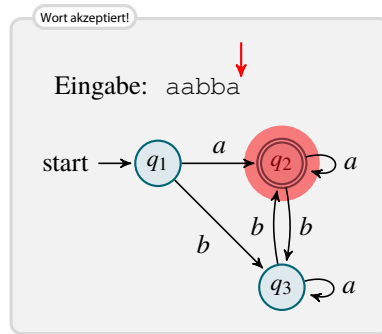 Wort akzeptiert!
Eingabe: aabba
a
start q₁ q₂ a
b b
b
q₃ a